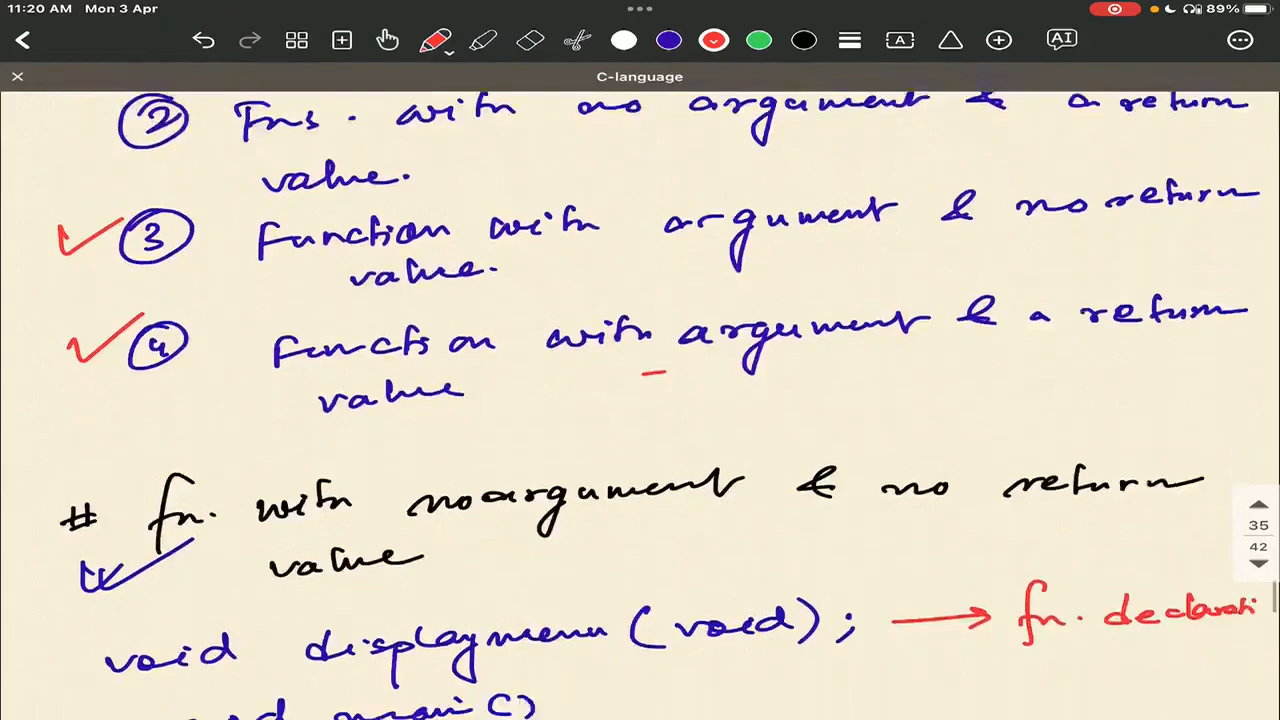 11:20 AM Mon 3 Apr 89%
A AI
C-language
2 Fns. with no argument & a return
value.
3 Function with argument & no return
value.
4 Function with argument & a return
value
# fn. with no argument & no return
value
35
42
void displaymenu (void); → fn. declarati
main ()